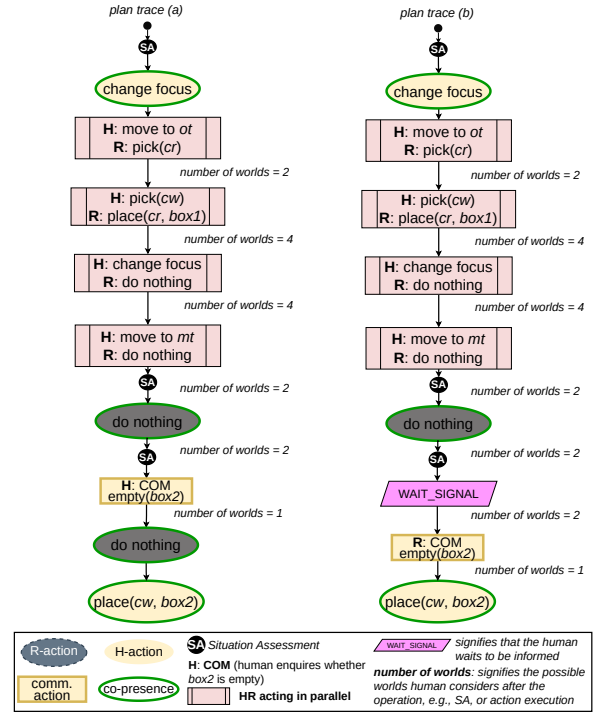 plan trace (a)
SA
change focus
H: move to ot
R: pick(cr)
number of worlds = 2
H: pick(cw)
R: place(cr, box1)
number of worlds = 4
H: change focus
R: do nothing
number of worlds = 4
H: move to mt
R: do nothing
SA
number of worlds = 2
do nothing
number of worlds = 2
SA
H: COM
empty(box2)
number of worlds = 1
do nothing
place(cw, box2)
plan trace (b)
SA
change focus
H: move to ot
R: pick(cr)
number of worlds = 2
H: pick(cw)
R: place(cr, box1)
number of worlds = 4
H: change focus
R: do nothing
number of worlds = 4
H: move to mt
R: do nothing
SA
number of worlds = 2
do nothing
number of worlds = 2
SA
WAIT_SIGNAL
number of worlds = 2
R: COM
empty(box2)
number of worlds = 1
place(cw, box2)
R-action
H-action
comm.
action
co-presence
SA Situation Assessment
H: COM (human enquires whether
box2 is empty)
HR acting in parallel
WAIT_SIGNAL
signifies that the human
waits to be informed
number of worlds: signifies the possible
worlds human considers after the
operation, e.g., SA, or action execution